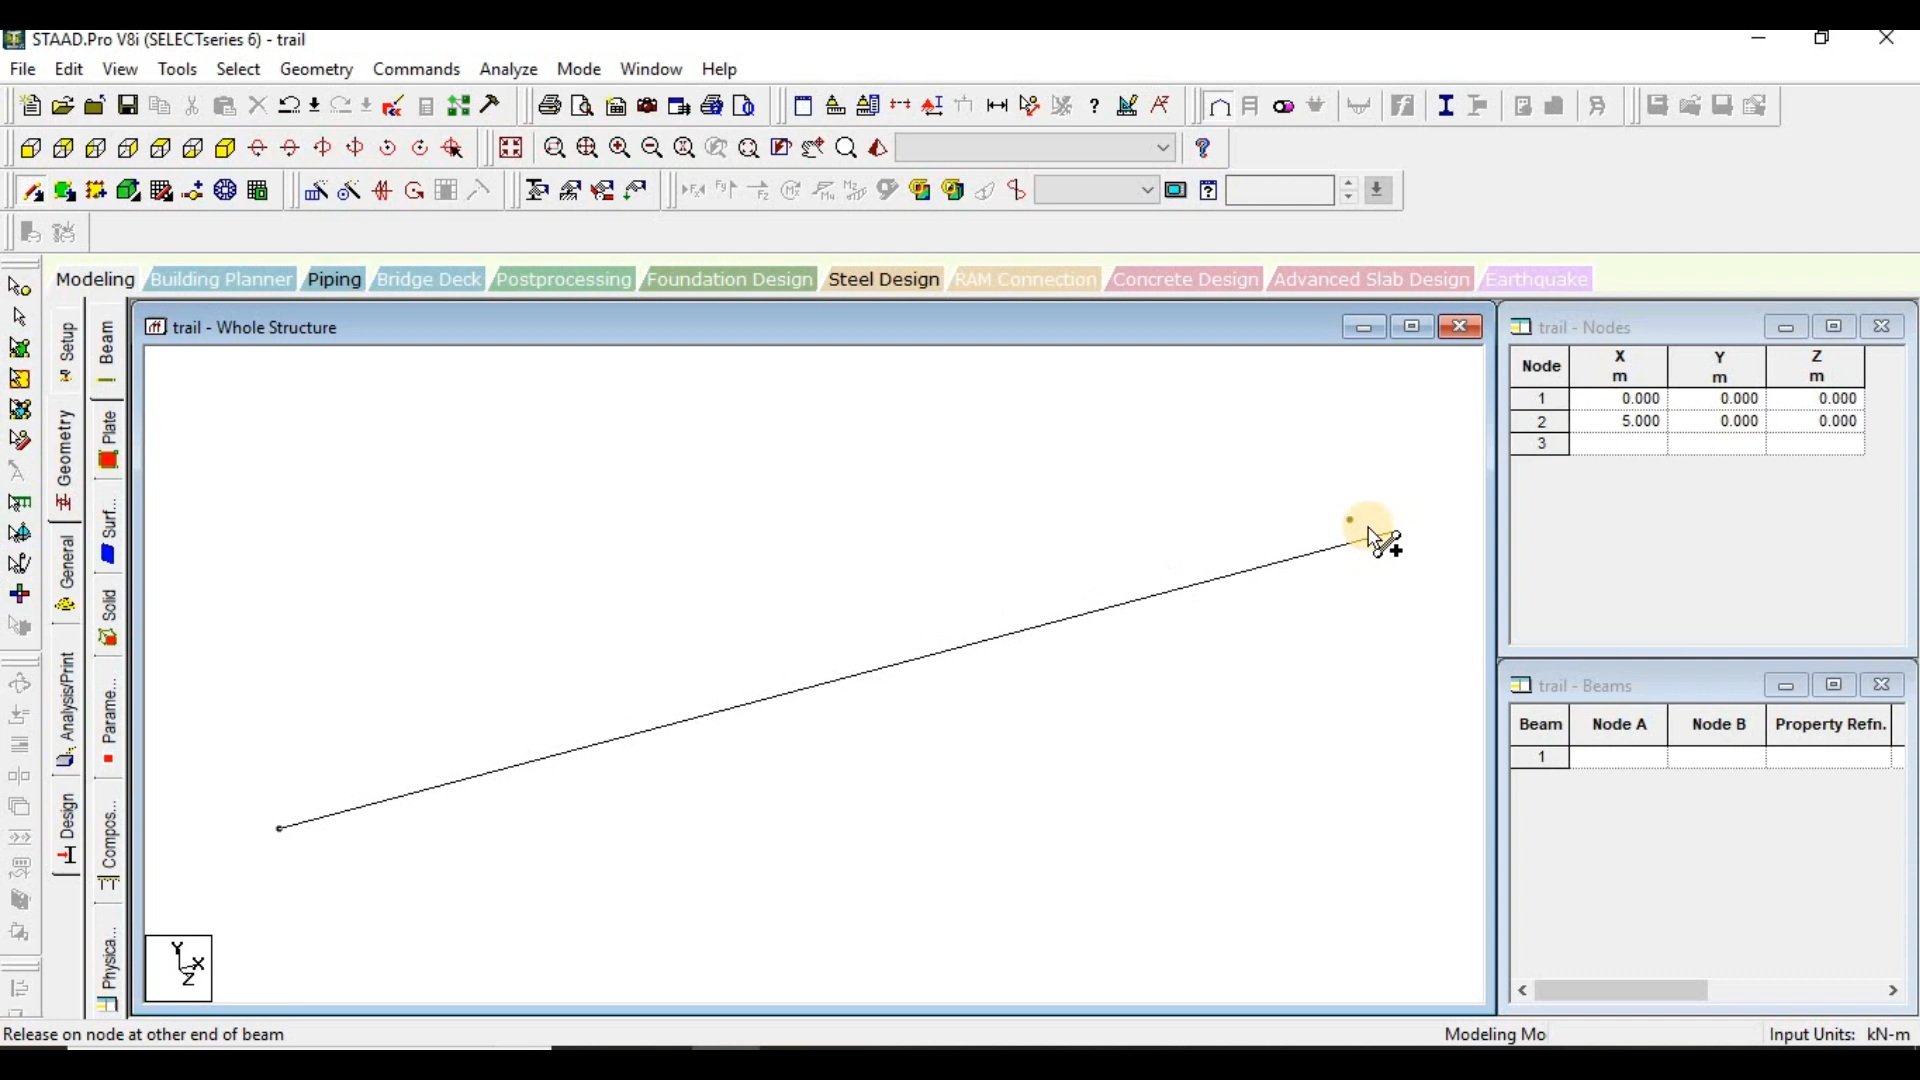 STAAD.Pro V8i (SELECTseries 6) - trail
File Edit View Tools Select Geometry Commands Analyze Mode Window Help
Modeling Building Planner Piping Bridge Deck Postprocessing Foundation Design Steel Design RAM Connection Concrete Design Advanced Slab Design Earthquake
Setup
Geometry
General
Analysis/Print
Design
Beam
Plate
Surf...
Solid
Parame...
Compos...
Physica...
trail - Whole Structure
Y
X
Z
trail - Nodes
Node X m Y m Z m
1 0.000 0.000 0.000
2 5.000 0.000 0.000
3
trail - Beams
Beam Node A Node B Property Refn.
1
Release on node at other end of beam Modeling Mo Input Units: kN-m